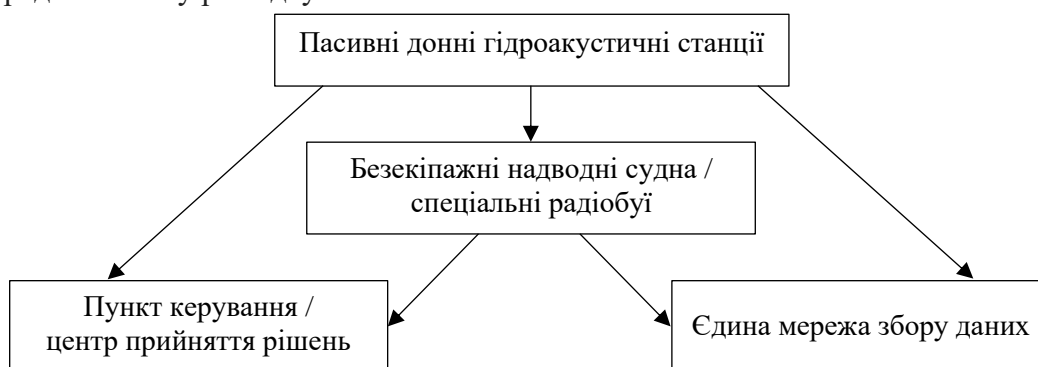 Пасивні донні гідроакустичні станції
Безекіпажні надводні судна /
спеціальні радіобуї
Пункт керування /
центр прийняття рішень
Єдина мережа збору даних